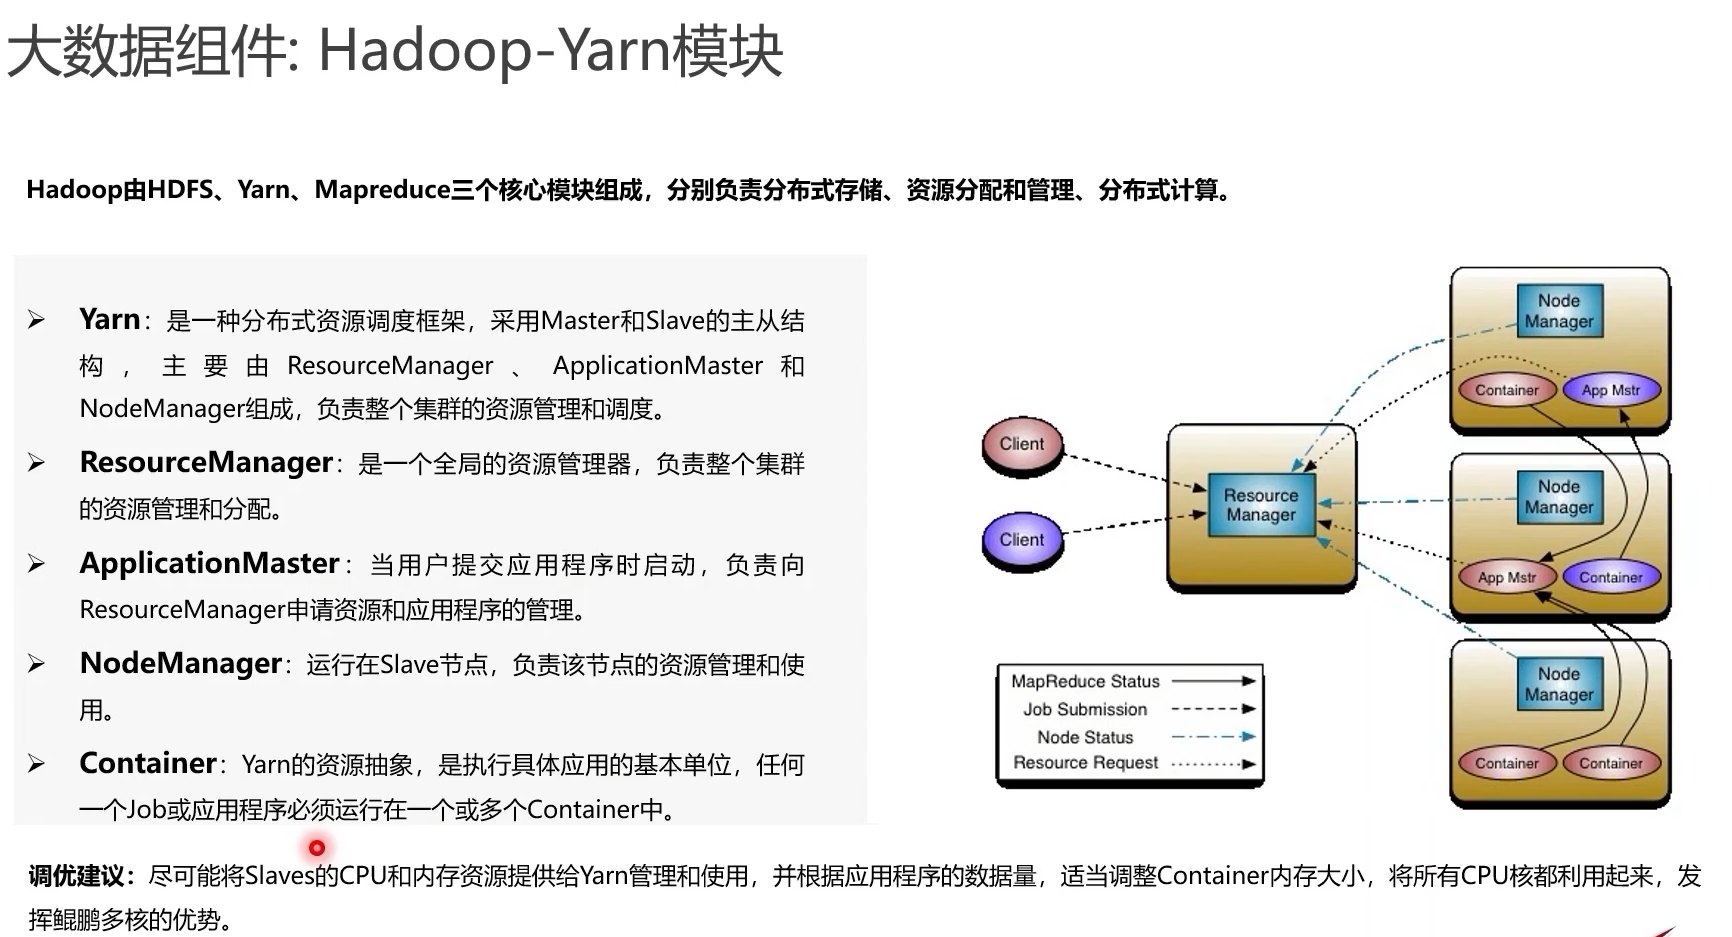 大数据组件: Hadoop-Yarn模块
Hadoop由HDFS、Yarn、Mapreduce三个核心模块组成，分别负责分布式存储、资源分配和管理、分布式计算。
➢ Yarn：是一种分布式资源调度框架，采用Master和Slave的主从结
构，主要由ResourceManager、ApplicationMaster和
NodeManager组成，负责整个集群的资源管理和调度。
➢ ResourceManager：是一个全局的资源管理器，负责整个集群
的资源管理和分配。
➢ ApplicationMaster：当用户提交应用程序时启动，负责向
ResourceManager申请资源和应用程序的管理。
➢ NodeManager：运行在Slave节点，负责该节点的资源管理和使
用。
➢ Container：Yarn的资源抽象，是执行具体应用的基本单位，任何
一个Job或应用程序必须运行在一个或多个Container中。
Client
Client
Resource
Manager
Node
Manager
Container
App Mstr
Node
Manager
App Mstr
Container
Node
Manager
Container
Container
MapReduce Status
Job Submission
Node Status
Resource Request
调优建议：尽可能将Slaves的CPU和内存资源提供给Yarn管理和使用，并根据应用程序的数据量，适当调整Container内存大小，将所有CPU核都利用起来，发
挥鲲鹏多核的优势。